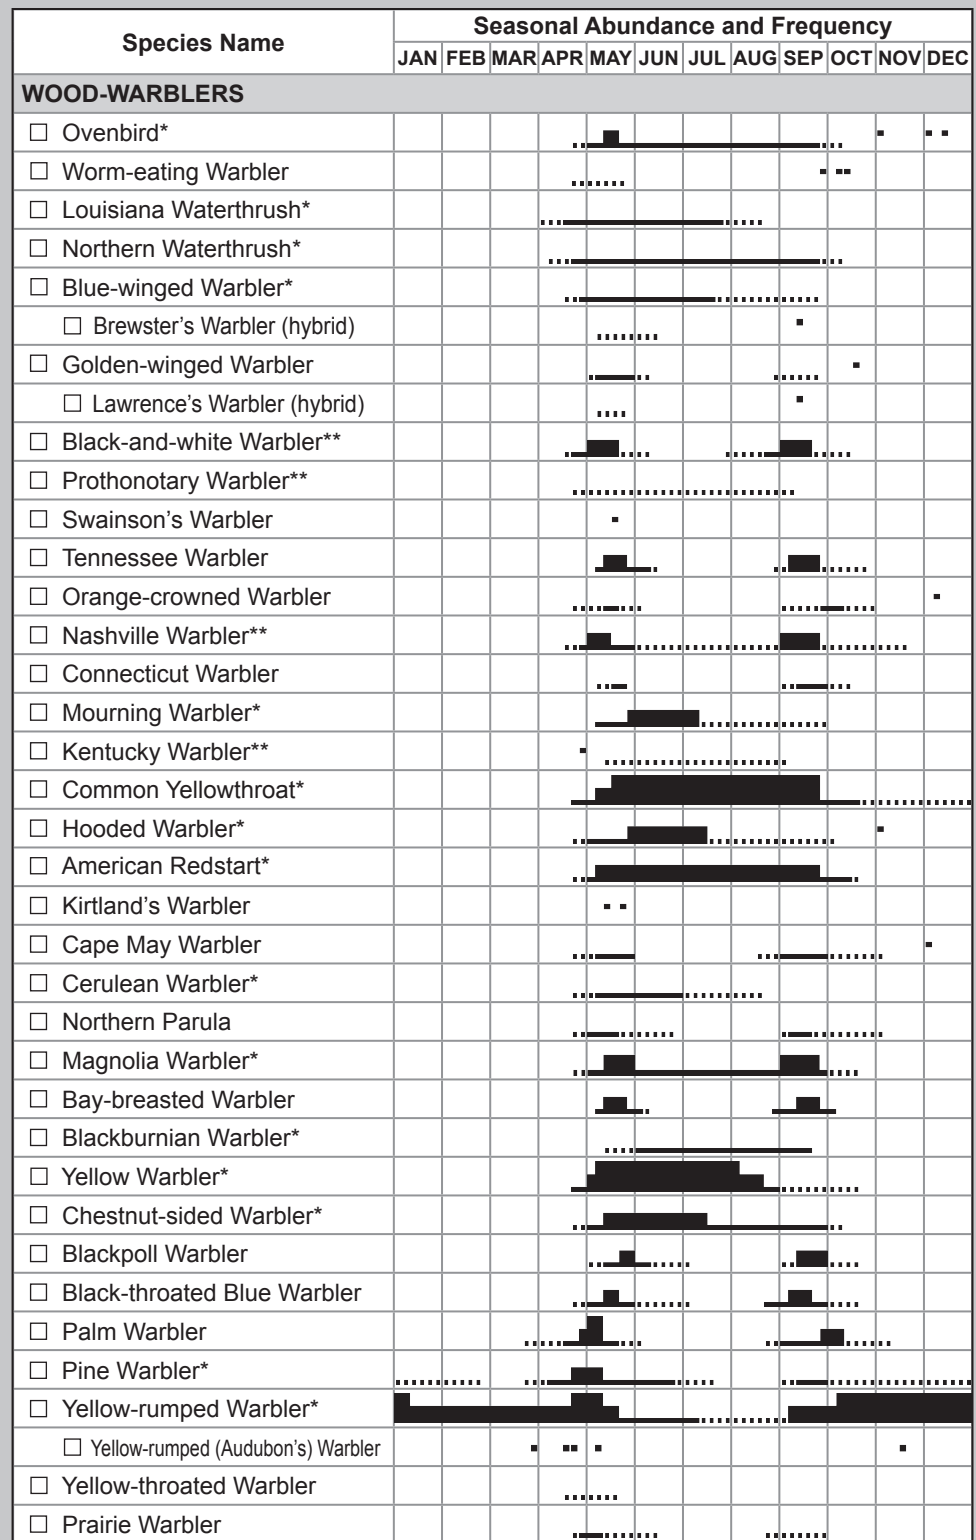 Species Name
Seasonal Abundance and Frequency
JAN FEB MAR APR MAY JUN JUL AUG SEP OCT NOV DEC
WOOD-WARBLERS
Ovenbird*
Worm-eating Warbler
Louisiana Waterthrush*
Northern Waterthrush*
Blue-winged Warbler*
Brewster's Warbler (hybrid)
Golden-winged Warbler
Lawrence's Warbler (hybrid)
Black-and-white Warbler**
Prothonotary Warbler**
Swainson's Warbler
Tennessee Warbler
Orange-crowned Warbler
Nashville Warbler**
Connecticut Warbler
Mourning Warbler*
Kentucky Warbler**
Common Yellowthroat*
Hooded Warbler*
American Redstart*
Kirtland's Warbler
Cape May Warbler
Cerulean Warbler*
Northern Parula
Magnolia Warbler*
Bay-breasted Warbler
Blackburnian Warbler*
Yellow Warbler*
Chestnut-sided Warbler*
Blackpoll Warbler
Black-throated Blue Warbler
Palm Warbler
Pine Warbler*
Yellow-rumped Warbler*
Yellow-rumped (Audubon's) Warbler
Yellow-throated Warbler
Prairie Warbler